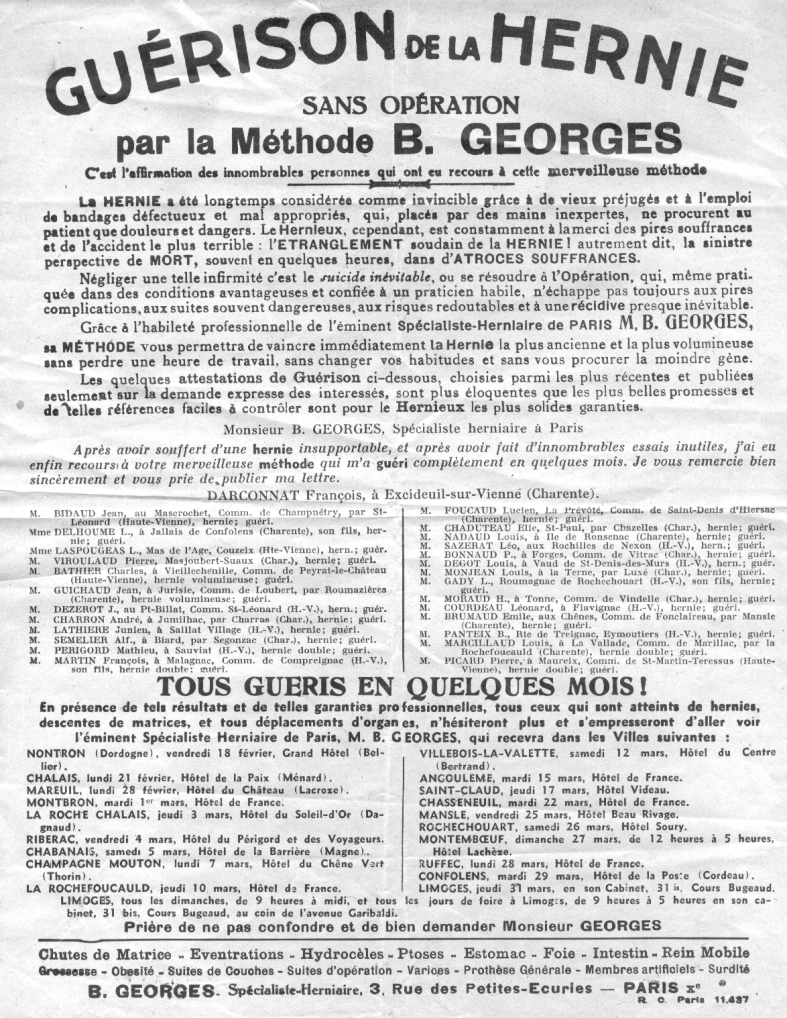 GUÉRISON DE LA HERNIE
SANS OPÉRATION
par la Méthode B. GEORGES
C'est l'affirmation des innombrables personnes qui ont eu recours à cette merveilleuse méthode
La HERNIE a été longtemps considérée comme invincible grâce à de vieux préjugés et à l'emploi
de bandages défectueux et mal appropriés, qui, placés par des mains inexpertes, ne procurent au
patient que douleurs et dangers. Le Hernieux, cependant, est constamment à la merci des pires souffrances
et de l'accident le plus terrible : l'ETRANGLEMENT soudain de la HERNIE! autrement dit, la sinistre
perspective de MORT, souvent en quelques heures, dans d'ATROCES SOUFFRANCES.
Négliger une telle infirmité c'est le suicide inévitable, ou se résoudre à l'Opération, qui, même prati-
quée dans des conditions avantageuses et confiée à un praticien habile, n'échappe pas toujours aux pires
complications, aux suites souvent dangereuses, aux risques redoutables et à une récidive presque inévitable.
Grâce à l'habileté professionnelle de l'éminent Spécialiste-Herniaire de PARIS M. B. GEORGES,
sa MÉTHODE vous permettra de vaincre immédiatement la Hernie la plus ancienne et la plus volumineuse
sans perdre une heure de travail, sans changer vos habitudes et sans vous procurer la moindre gêne.
Les quelques attestations de Guérison ci-dessous, choisies parmi les plus récentes et publiées
seulement sur la demande expresse des interessés, sont plus éloquentes que les plus belles promesses et
de telles références faciles à contrôler sont pour le Hernieux les plus solides garanties.
Monsieur B. GEORGES, Spécialiste herniaire à Paris
Après avoir souffert d'une hernie insupportable, et après avoir fait d'innombrables essais inutiles, j'ai eu
enfin recours à votre merveilleuse méthode qui m'a guéri complètement en quelques mois. Je vous remercie bien
sincèrement et vous prie de publier ma lettre.
DARCONNAT François, à Excideuil-sur-Vienne (Charente).
M. BIDAUD Jean, au Mascrochet, Comm. de Champnétry, par St-
Léonard (Haute-Vienne), hernie; guéri.
Mme DELHOUME L., à Jallais de Confolens (Charente), son fils, her-
nie; guéri.
Mme LASPOUGEAS L., Mas de l'Age, Couzeix (Hte-Vienne), hern.; guér.
M. VIROULAUD Pierre, Masjoubert-Suaux (Char.), hernie; guéri.
M. BATHER Charles, à Vieillecheniile, Comm. de Peyrat-le-Château
(Haute-Vienne), hernie volumineuse; guéri.
M. GUICHAUD Jean, à Jurisie, Comm. de Loubert, par Roumazières
(Charente), hernie volumineuse; guéri.
M. DEZEROT J., au Pt-Billat, Comm. St-Léonard (H.-V.), hern.; guér.
M. CHARRON André, à Jumilhac, par Charras (Char.), hernie; guéri.
M. LATHIERE Junien, à Saillat Village (H.-V.), hernie; guéri.
M. SEMELIER Alf., à Biard, par Segonzac (Char.), hernie; guéri.
M. PERIGORD Mathieu, à Sauviat (H.-V.), hernie double; guéri.
M. MARTIN François, à Malagnac, Comm. de Compreignac (H.-V.),
son fils, hernie double; guéri.
M. FOUCAUD Lucien, La Prévôté, Comm. de Saint-Denis d'Hiersac
(Charente), hernie; guéri.
M. CHADUTEAU Elie, St-Paul, par Chazelles (Char.), hernie; guéri.
M. NADAUD Louis, à Ile de Ronsenac (Charente), hernie; guéri.
M. SAZERAT Léo, aux Rochilles de Nexon (H.-V.), hernie; guéri.
M. BONNAUD P., à Forges, Comm. de Vitrac (Char.), hernie; guéri.
M. DEGOT Louis, à Vaud de St-Denis-des-Murs (H.-V.), hern.; guér.
M. MONJEAN Louis, à la Terne, par Luxé (Char.), hernie; guéri.
M. GADY L., Roumagnac de Rochechouart (H.-V.), son fils, hernie;
guéri.
M. MORAUD H., à Tonne, Comm. de Vindelle (Char.), hernie; guéri.
M. COURDEAU Léonard, à Flavignac (H.-V.), hernie; guéri.
M. BRUMAUD Emile, aux Chênes, Comm. de Fonclaireau, par Mansle
(Charente), hernie; guéri.
M. PANTEIX B., Rte de Treignac, Eymoutiers (H.-V.), hernie; guéri.
M. MARCILLAUD Louis, à La Vallade, Comm. de Marillac, par la
Rochefoucauld (Charente), hernie double; guéri.
M. PICARD Pierre, à Maureix, Comm. de St-Martin-Teressus (Haute-
Vienne), hernie double; guéri.
TOUS GUERIS EN QUELQUES MOIS!
En présence de tels résultats et de telles garanties professionnelles, tous ceux qui sont atteints de hernies,
descentes de matrices, et tous déplacements d'organes, n'hésiteront plus et s'empresseront d'aller voir
l'éminent Spécialiste Herniaire de Paris, M. B. GEORGES, qui recevra dans les Villes suivantes :
NONTRON (Dordogne), vendredi 18 février, Grand Hôtel (Bel-
lier).
CHALAIS, lundi 21 février, Hôtel de la Paix (Ménard).
MAREUIL, lundi 28 février, Hôtel du Château (Lacroze).
MONTBRON, mardi 1er mars, Hôtel de France.
LA ROCHE CHALAIS, jeudi 3 mars, Hôtel du Soleil-d'Or (Da-
gnaud).
RIBERAC, vendredi 4 mars, Hôtel du Périgord et des Voyageurs.
CHABANAIS, samedi 5 mars, Hôtel de la Barrière (Magne).
CHAMPAGNE MOUTON, lundi 7 mars, Hôtel du Chêne Vert
(Thorin).
LA ROCHEFOUCAULD, jeudi 10 mars, Hôtel de France.
VILLEBOIS-LA-VALETTE, samedi 12 mars, Hôtel du Centre
(Bertrand).
ANGOULEME, mardi 15 mars, Hôtel de France.
SAINT-CLAUD, jeudi 17 mars, Hôtel Videau.
CHASSENEUIL, mardi 22 mars, Hôtel de France.
MANSLE, vendredi 25 mars, Hôtel Beau Rivage.
ROCHECHOUART, samedi 26 mars, Hôtel Soury.
MONTEMBŒUF, dimanche 27 mars, de 12 heures à 5 heures,
Hôtel Lachèze.
RUFFEC, lundi 28 mars, Hôtel de France.
CONFOLENS, mardi 29 mars, Hôtel de la Poste (Cordeau).
LIMOGES, jeudi 31 mars, en son Cabinet, 31 bis, Cours Bugeaud.
LIMOGES, tous les dimanches, de 9 heures à midi, et tous les jours de foire à Limoges, de 9 heures à 5 heures en son ca-
binet, 31 bis, Cours Bugeaud, au coin de l'avenue Garibaldi.
Prière de ne pas confondre et de bien demander Monsieur GEORGES
Chutes de Matrice - Eventrations - Hydrocèles - Ptoses - Estomac - Foie - Intestin - Rein Mobile
Grossesse - Obesité - Suites de Couches - Suites d'opération - Varices - Prothèse Générale - Membres artificiels - Surdité
B. GEORGES. Spécialiste-Herniaire, 3, Rue des Petites-Ecuries — PARIS Xe
R. C. Paris 11.437